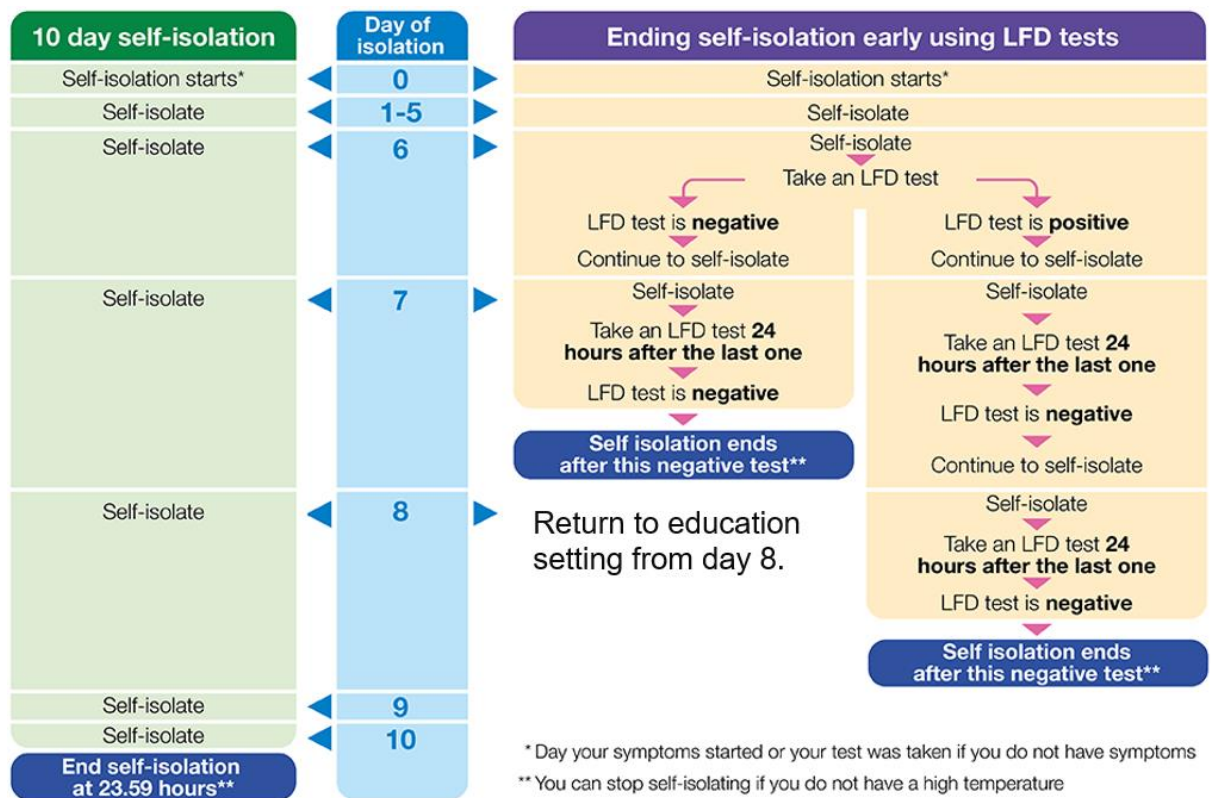 10 day self-isolation
Day of
isolation
Ending self-isolation early using LFD tests
Self-isolation starts*
0
Self-isolation starts*
Self-isolate
1-5
Self-isolate
Self-isolate
6
Self-isolate
Take an LFD test
LFD test is negative
Continue to self-isolate
LFD test is positive
Continue to self-isolate
Self-isolate
7
Self-isolate
Take an LFD test 24
hours after the last one
LFD test is negative
Self isolation ends
after this negative test**
Self-isolate
Take an LFD test 24
hours after the last one
LFD test is negative
Continue to self-isolate
Self-isolate
8
Return to education
setting from day 8.
Self-isolate
Take an LFD test 24
hours after the last one
LFD test is negative
Self isolation ends
after this negative test**
Self-isolate
9
Self-isolate
10
End self-isolation
at 23.59 hours**
* Day your symptoms started or your test was taken if you do not have symptoms
** You can stop self-isolating if you do not have a high temperature